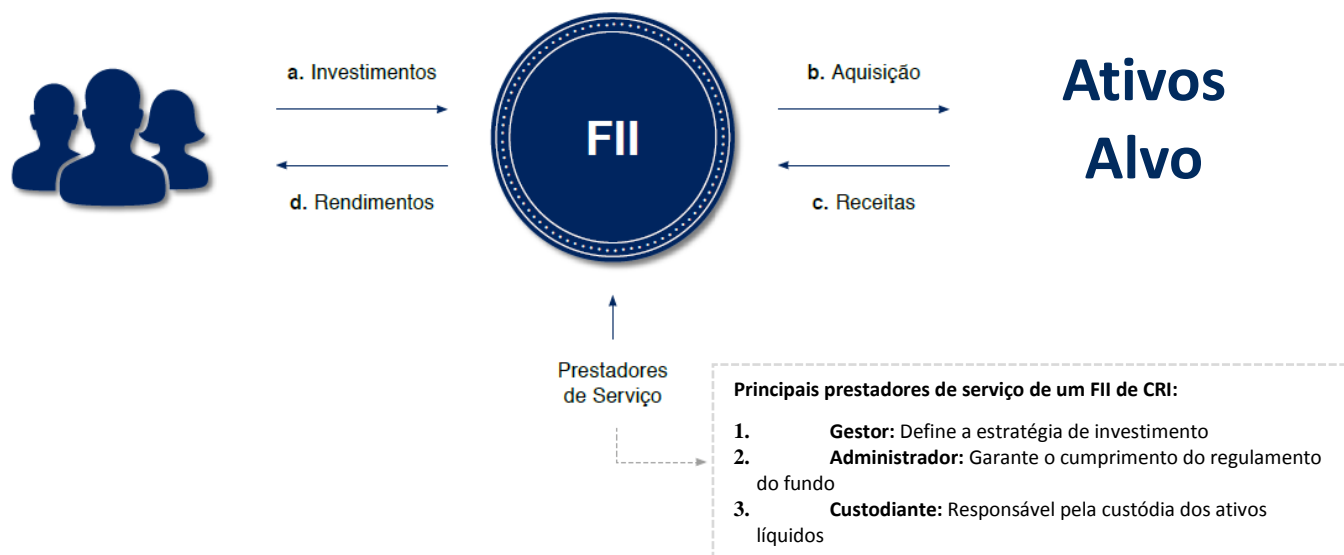 a. Investimentos
b. Aquisição
Ativos
Alvo
FII
d. Rendimentos
c. Receitas
Prestadores
de Serviço
Principais prestadores de serviço de um FII de CRI:
1. Gestor: Define a estratégia de investimento
2. Administrador: Garante o cumprimento do regulamento
do fundo
3. Custodiante: Responsável pela custódia dos ativos
líquidos